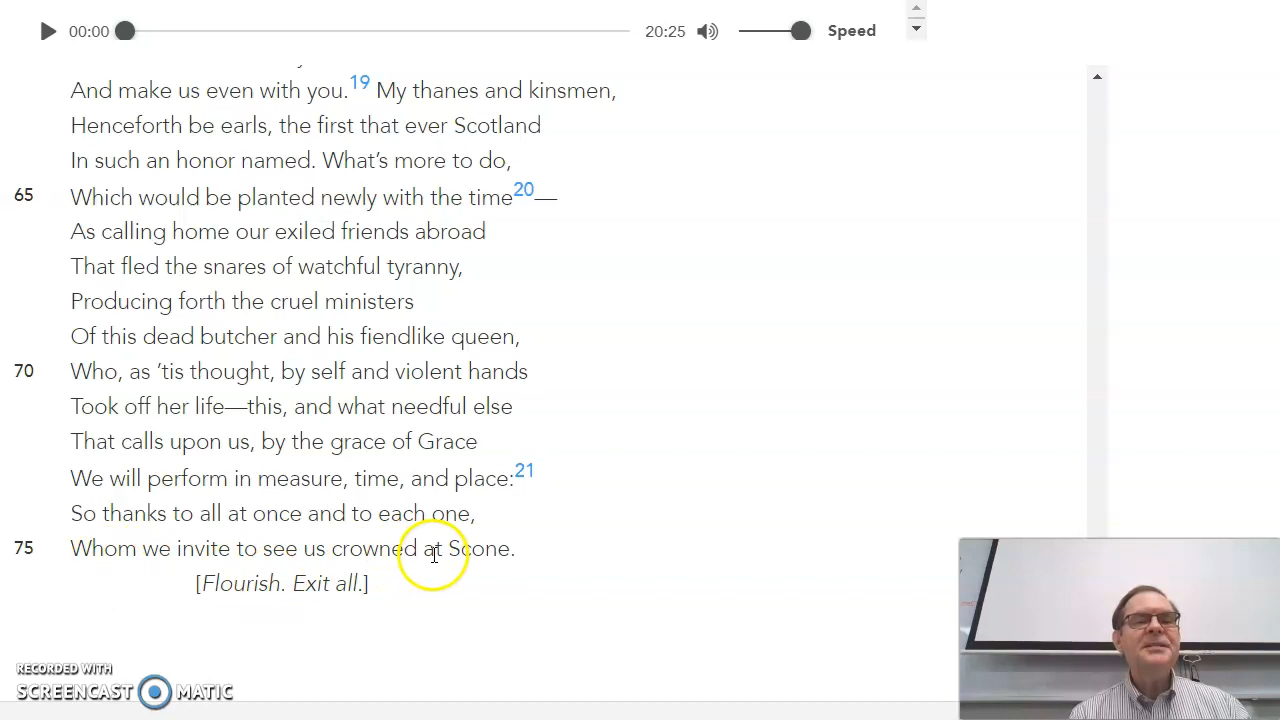 00:00 20:25 Speed
And make us even with you.19 My thanes and kinsmen,
Henceforth be earls, the first that ever Scotland
In such an honor named. What's more to do,
65 Which would be planted newly with the time20—
As calling home our exiled friends abroad
That fled the snares of watchful tyranny,
Producing forth the cruel ministers
Of this dead butcher and his fiendlike queen,
70 Who, as 'tis thought, by self and violent hands
Took off her life—this, and what needful else
That calls upon us, by the grace of Grace
We will perform in measure, time, and place:21
So thanks to all at once and to each one,
75 Whom we invite to see us crowned at Scone.
[Flourish. Exit all.]
RECORDED WITH
SCREENCAST MATIC